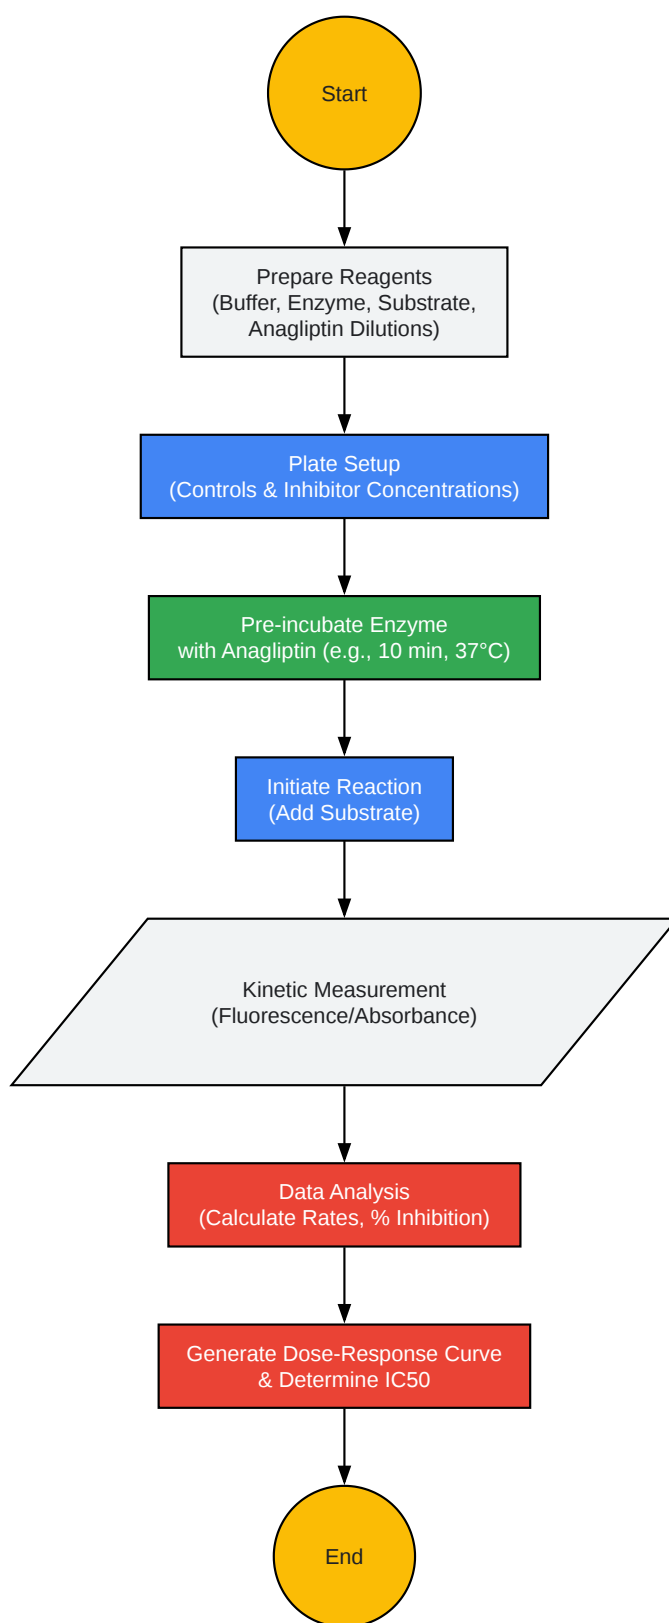 Start
Prepare Reagents
(Buffer, Enzyme, Substrate,
Anagliptin Dilutions)
Plate Setup
(Controls & Inhibitor Concentrations)
Pre-incubate Enzyme
with Anagliptin (e.g., 10 min, 37°C)
Initiate Reaction
(Add Substrate)
Kinetic Measurement
(Fluorescence/Absorbance)
Data Analysis
(Calculate Rates, % Inhibition)
Generate Dose-Response Curve
& Determine IC50
End